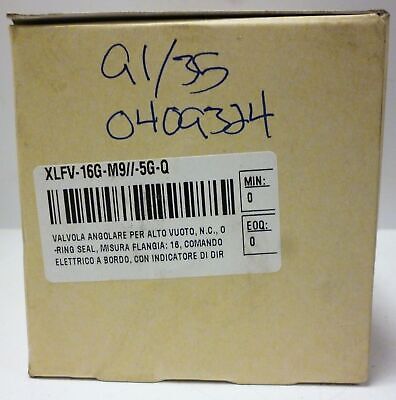 91/35
0409324
XLFV-16G-M9//-5G-Q
MIN:
0
VALVOLA ANGOLARE PER ALTO VUOTO, N.C., O
-RING SEAL, MISURA FLANGIA: 16, COMANDO
ELETTRICO A BORDO, CON INDICATORE DI DIR
EOQ:
0